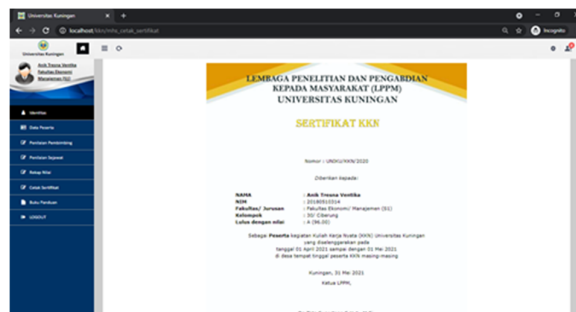 Universitas Kuningan
localhost/kkn/mhs_cetak_sertifikat
Incognito
Universitas Kuningan
Anik Tresna Ventika
Fakultas Ekonomi
Manajemen (S1)
Identitas
Data Peserta
Penilaian Pembimbing
Penilaian Sejawat
Rekap Nilai
Cetak Sertifikat
Buku Panduan
LOGOUT
LEMBAGA PENELITIAN DAN PENGABDIAN
KEPADA MASYARAKAT (LPPM)
UNIVERSITAS KUNINGAN
SERTIFIKAT KKN
Nomor : UNIKU/KKN/2020
Diberikan kepada:
NAMA : Anik Tresna Ventika
NIM : 20180510314
Fakultas/ Jurusan : Fakultas Ekonomi/ Manajemen (S1)
Kelompok : 30/ Ciberung
Lulus dengan nilai : A (96.00)
Sebagai Peserta kegiatan Kuliah Kerja Nyata (KKN) Universitas Kuningan
yang diselenggarakan pada
tanggal 01 April 2021 sampai dengan 01 Mei 2021
di desa tempat tinggal peserta KKN masing-masing
Kuningan, 31 Mei 2021
Ketua LPPM,